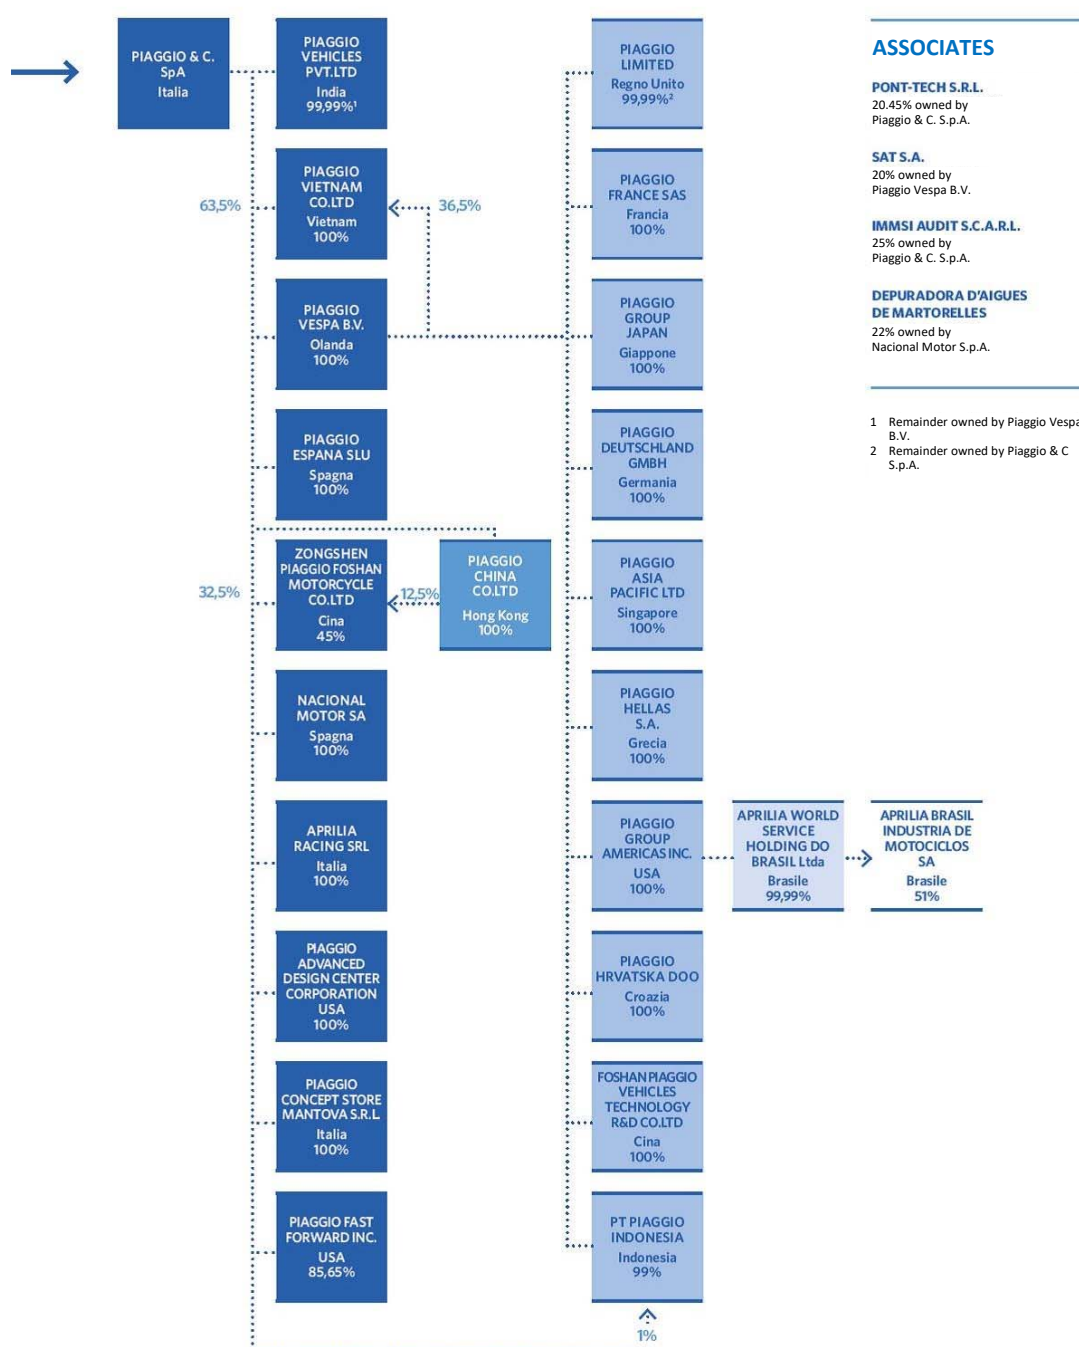 PIAGGIO & C.
SpA
Italia
PIAGGIO
VEHICLES
PVT.LTD
India
99,99%¹
63,5%
PIAGGIO
VIETNAM
CO.LTD
Vietnam
100%
36,5%
PIAGGIO
VESPA B.V.
Olanda
100%
PIAGGIO
ESPANA SLU
Spagna
100%
32,5%
ZONGSHEN
PIAGGIO FOSHAN
MOTORCYCLE
CO.LTD
Cina
45%
12,5%
PIAGGIO
CHINA
CO.LTD
Hong Kong
100%
NACIONAL
MOTOR SA
Spagna
100%
APRILIA
RACING SRL
Italia
100%
PIAGGIO
ADVANCED
DESIGN CENTER
CORPORATION
USA
100%
PIAGGIO
CONCEPT STORE
MANTOVA S.R.L.
Italia
100%
PIAGGIO FAST
FORWARD INC.
USA
85,65%
PIAGGIO
LIMITED
Regno Unito
99,99%²
PIAGGIO
FRANCE SAS
Francia
100%
PIAGGIO
GROUP
JAPAN
Giappone
100%
PIAGGIO
DEUTSCHLAND
GMBH
Germania
100%
PIAGGIO
ASIA
PACIFIC LTD
Singapore
100%
PIAGGIO
HELLAS
S.A.
Grecia
100%
PIAGGIO
GROUP
AMERICAS INC.
USA
100%
APRILIA WORLD
SERVICE
HOLDING DO
BRASIL Ltda
Brasile
99,99%
APRILIA BRASIL
INDUSTRIA DE
MOTOCICLOS
SA
Brasile
51%
PIAGGIO
HRVATSKA DOO
Croazia
100%
FOSHAN PIAGGIO
VEHICLES
TECHNOLOGY
R&D CO.LTD
Cina
100%
PT PIAGGIO
INDONESIA
Indonesia
99%
1%
ASSOCIATES
PONT-TECH S.R.L.
20.45% owned by
Piaggio & C. S.p.A.
SAT S.A.
20% owned by
Piaggio Vespa B.V.
IMMSI AUDIT S.C.A.R.L.
25% owned by
Piaggio & C. S.p.A.
DEPURADORA D'AIGUES
DE MARTORELLES
22% owned by
Nacional Motor S.p.A.
1 Remainder owned by Piaggio Vespa
B.V.
2 Remainder owned by Piaggio & C
S.p.A.